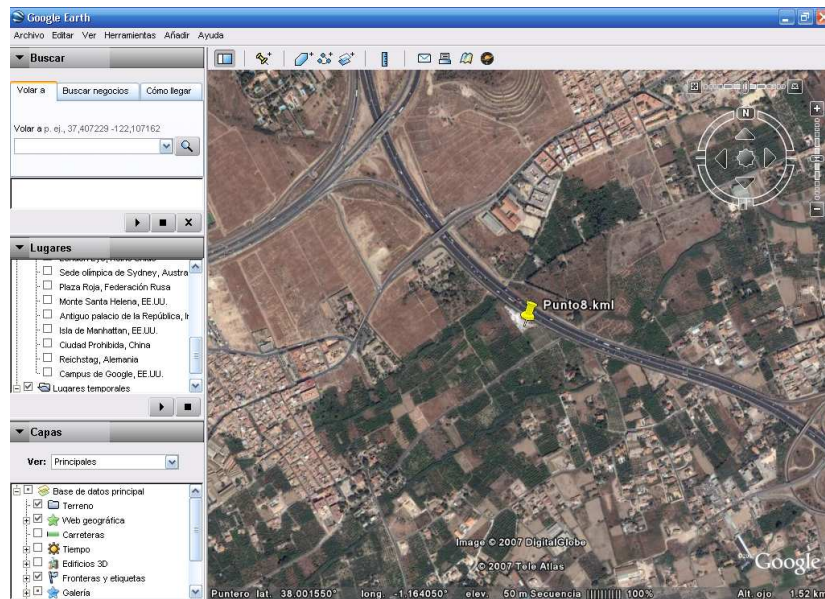 Google Earth
Archivo Editar Ver Herramientas Añadir Ayuda
Buscar
Volar a Buscar negocios Cómo llegar
Volar a p. ej., 37,407229 -122,107162
Lugares
Sede olímpica de Sydney, Austra
Plaza Roja, Federación Rusa
Monte Santa Helena, EE.UU.
Antiguo palacio de la República, Ir
Isla de Manhattan, EE.UU.
Ciudad Prohibida, China
Reichstag, Alemania
Campus de Google, EE.UU.
Lugares temporales
Capas
Ver: Principales
Base de datos principal
Terreno
Web geográfica
Carreteras
Tiempo
Edificios 3D
Fronteras y etiquetas
Galería
N
Punto8.kml
Image © 2007 DigitalGlobe
© 2007 Tele Atlas
Google
Puntero lat. 38.001550° long. -1.164050° elev. 50 m Secuencia |||||||||| 100% Alt. ojo 1.52 km